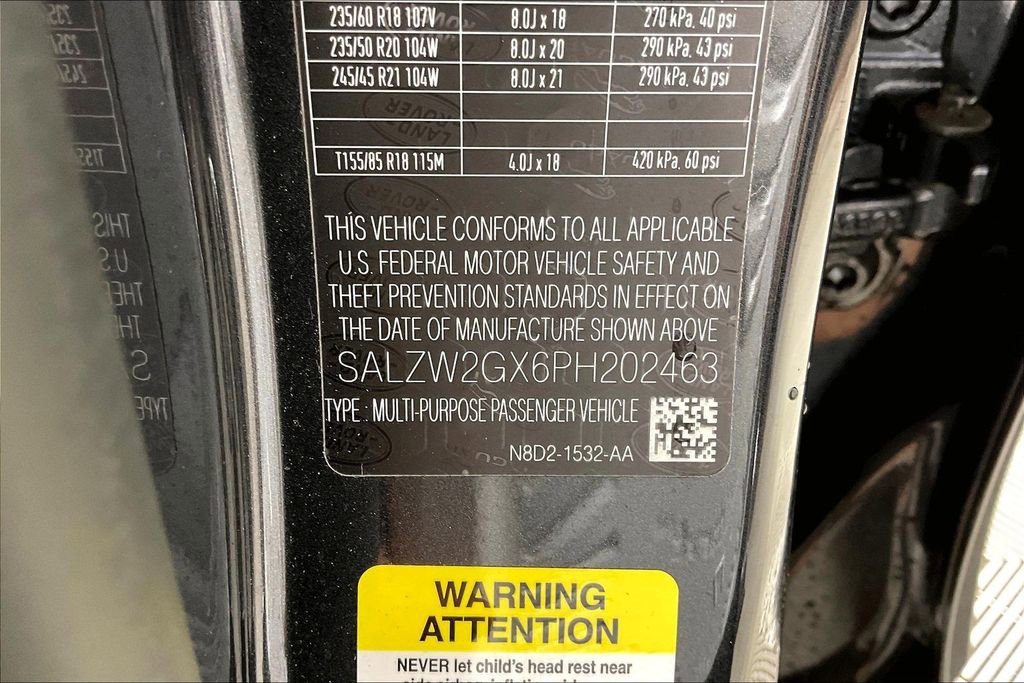 235/60 R18 107V 8.0J x 18 270 kPa, 40 psi
235/50 R20 104W 8.0J x 20 290 kPa, 43 psi
245/45 R21 104W 8.0J x 21 290 kPa, 43 psi
T155/85 R18 115M 4.0J x 18 420 kPa, 60 psi
THIS VEHICLE CONFORMS TO ALL APPLICABLE
U.S. FEDERAL MOTOR VEHICLE SAFETY AND
THEFT PREVENTION STANDARDS IN EFFECT ON
THE DATE OF MANUFACTURE SHOWN ABOVE
SALZW2GX6PH202463
TYPE : MULTI-PURPOSE PASSENGER VEHICLE
N8D2-1532-AA
WARNING
ATTENTION
NEVER let child's head rest near